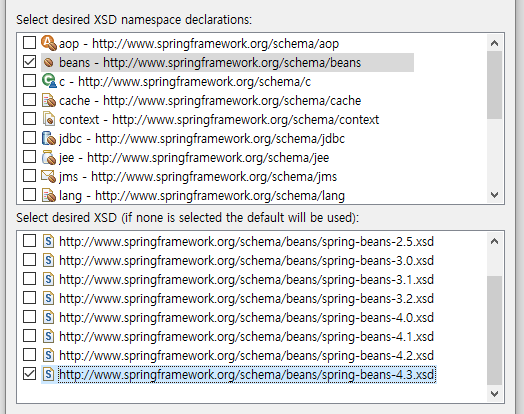 Select desired XSD namespace declarations:
aop - http://www.springframework.org/schema/aop
beans - http://www.springframework.org/schema/beans
c - http://www.springframework.org/schema/c
cache - http://www.springframework.org/schema/cache
context - http://www.springframework.org/schema/context
jdbc - http://www.springframework.org/schema/jdbc
jee - http://www.springframework.org/schema/jee
jms - http://www.springframework.org/schema/jms
lang - http://www.springframework.org/schema/lang
Select desired XSD (if none is selected the default will be used):
http://www.springframework.org/schema/beans/spring-beans-2.5.xsd
http://www.springframework.org/schema/beans/spring-beans-3.0.xsd
http://www.springframework.org/schema/beans/spring-beans-3.1.xsd
http://www.springframework.org/schema/beans/spring-beans-3.2.xsd
http://www.springframework.org/schema/beans/spring-beans-4.0.xsd
http://www.springframework.org/schema/beans/spring-beans-4.1.xsd
http://www.springframework.org/schema/beans/spring-beans-4.2.xsd
http://www.springframework.org/schema/beans/spring-beans-4.3.xsd